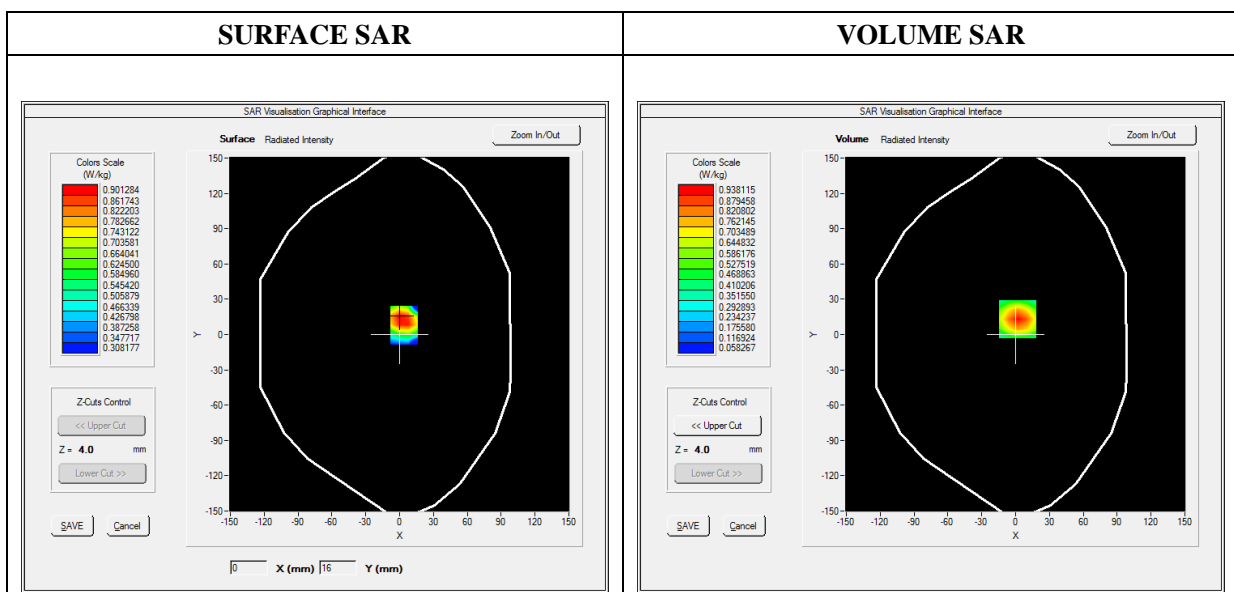 SURFACE SAR
VOLUME SAR
SAR Visualisation Graphical Interface
Surface Radiated Intensity
Zoom In/Out
Colors Scale
(W/kg)
0.901284
0.861743
0.822203
0.782662
0.743122
0.703581
0.664041
0.624500
0.584960
0.545420
0.505879
0.466339
0.426798
0.387258
0.347717
0.308177
Z-Cuts Control
<< Upper Cut
Z = 4.0 mm
Lower Cut >>
SAVE Cancel
150
120
90
60
30
0
-30
-60
-90
-120
-150
Y
-150 -120 -90 -60 -30 0 30 60 90 120 150
X
0 X (mm) 16 Y (mm)
SAR Visualisation Graphical Interface
Volume Radiated Intensity
Zoom In/Out
Colors Scale
(W/kg)
0.938115
0.879458
0.820802
0.762145
0.703489
0.644832
0.586176
0.527519
0.468863
0.410206
0.351550
0.292893
0.234237
0.175580
0.116924
0.058267
Z-Cuts Control
<< Upper Cut
Z = 4.0 mm
Lower Cut >>
SAVE Cancel
150
120
90
60
30
0
-30
-60
-90
-120
-150
Y
-150 -120 -90 -60 -30 0 30 60 90 120 150
X